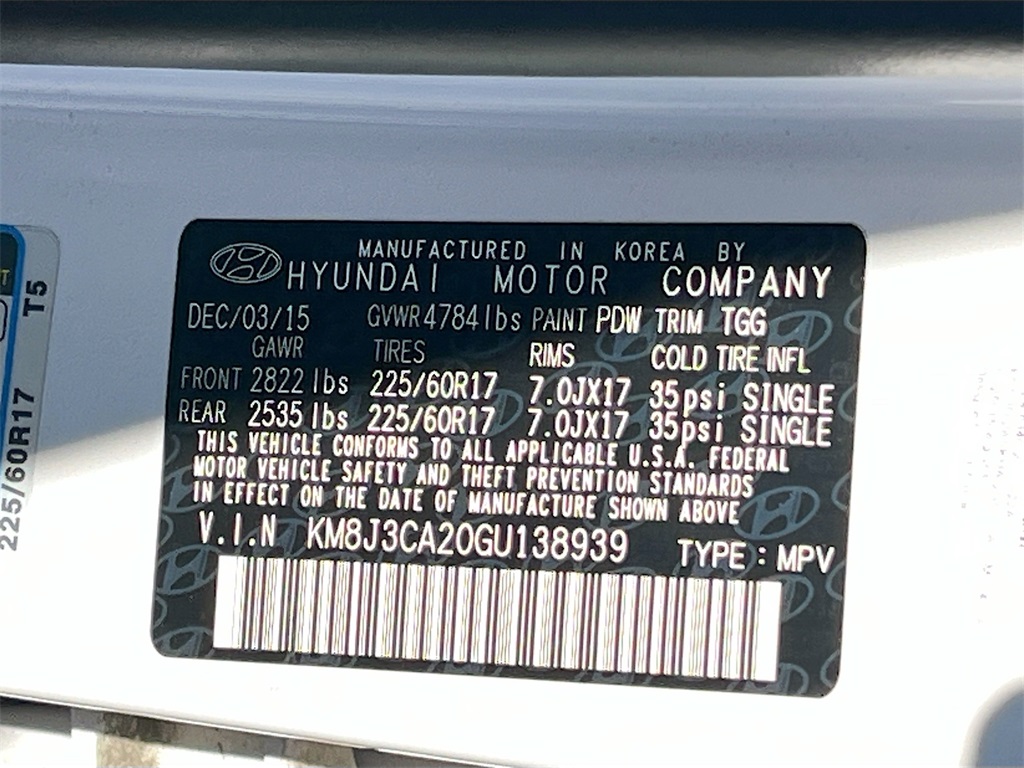 MANUFACTURED IN KOREA BY
HYUNDAI MOTOR COMPANY
DEC/03/15 GVWR 4784 lbs PAINT PDW TRIM TGG
GAWR TIRES RIMS COLD TIRE INFL
FRONT 2822 lbs 225/60R17 7.0JX17 35psi SINGLE
REAR 2535 lbs 225/60R17 7.0JX17 35psi SINGLE
THIS VEHICLE CONFORMS TO ALL APPLICABLE U.S.A. FEDERAL
MOTOR VEHICLE SAFETY AND THEFT PREVENTION STANDARDS
IN EFFECT ON THE DATE OF MANUFACTURE SHOWN ABOVE
V.I.N KM8J3CA20GU138939 TYPE : MPV
225/60R17 T5